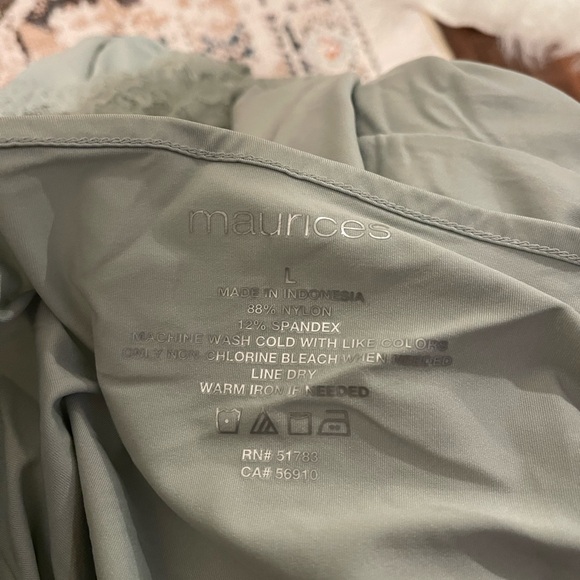 maurices
L
MADE IN INDONESIA
88% NYLON
12% SPANDEX
MACHINE WASH COLD WITH LIKE COLORS
ONLY NON CHLORINE BLEACH WHEN NEEDED
LINE DRY
WARM IRON IF NEEDED
RN# 51783
CA# 56910